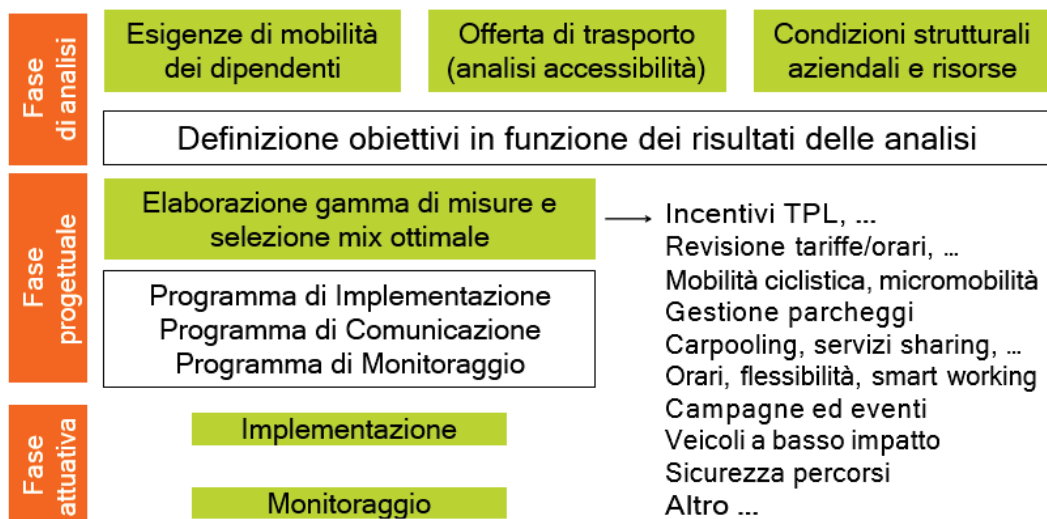 Fase
di analisi
Esigenze di mobilità
dei dipendenti
Offerta di trasporto
(analisi accessibilità)
Condizioni strutturali
aziendali e risorse
Definizione obiettivi in funzione dei risultati delle analisi
Fase
progettuale
Elaborazione gamma di misure e
selezione mix ottimale
Programma di Implementazione
Programma di Comunicazione
Programma di Monitoraggio
Incentivi TPL, ...
Revisione tariffe/orari, ...
Mobilità ciclistica, micromobilità
Gestione parcheggi
Carpooling, servizi sharing, ...
Orari, flessibilità, smart working
Campagne ed eventi
Veicoli a basso impatto
Sicurezza percorsi
Altro ...
Fase
attuativa
Implementazione
Monitoraggio